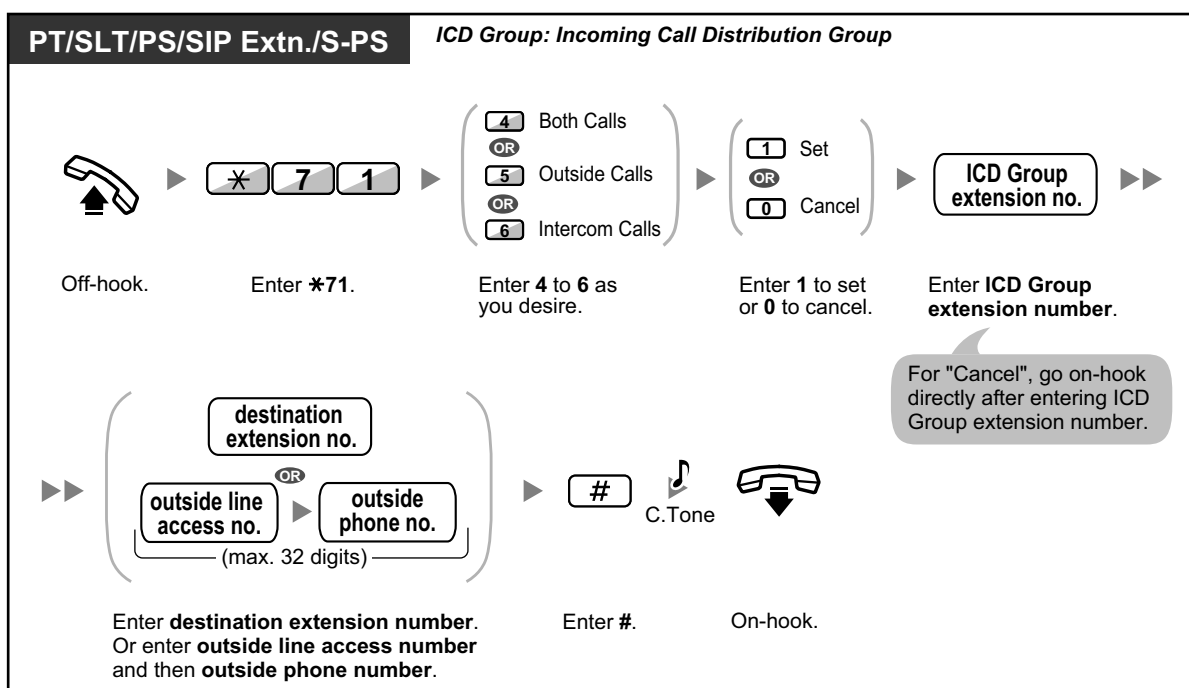 PT/SLT/PS/SIP Extn./S-PS
ICD Group: Incoming Call Distribution Group
4 Both Calls
OR
5 Outside Calls
OR
6 Intercom Calls
1 Set
OR
0 Cancel
ICD Group
extension no.
✳ 7 1
Off-hook.
Enter ✳71.
Enter 4 to 6 as
you desire.
Enter 1 to set
or 0 to cancel.
Enter ICD Group
extension number.
For "Cancel", go on-hook
directly after entering ICD
Group extension number.
destination
extension no.
OR
outside line
access no.
outside
phone no.
(max. 32 digits)
#
C.Tone
Enter destination extension number.
Or enter outside line access number
and then outside phone number.
Enter #.
On-hook.